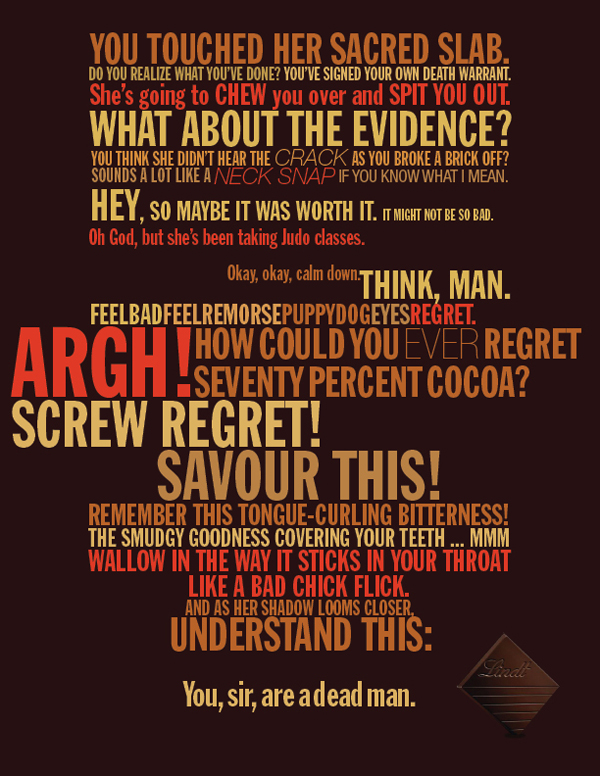 YOU TOUCHED HER SACRED SLAB.
DO YOU REALIZE WHAT YOU'VE DONE? YOU'VE SIGNED YOUR OWN DEATH WARRANT.
She's going to CHEW you over and SPIT YOU OUT.
WHAT ABOUT THE EVIDENCE?
YOU THINK SHE DIDN'T HEAR THE CRACK AS YOU BROKE A BRICK OFF?
SOUNDS A LOT LIKE A NECK SNAP IF YOU KNOW WHAT I MEAN.
HEY, SO MAYBE IT WAS WORTH IT. IT MIGHT NOT BE SO BAD.
Oh God, but she's been taking Judo classes.
Okay, okay, calm down. THINK, MAN.
FEELBADFEELREMORSEPUPPYDOGEYESREGRET.
ARGH! HOW COULD YOU EVER REGRET
SEVENTY PERCENT COCOA?
SCREW REGRET!
SAVOUR THIS!
REMEMBER THIS TONGUE-CURLING BITTERNESS!
THE SMUDGY GOODNESS COVERING YOUR TEETH ... MMM
WALLOW IN THE WAY IT STICKS IN YOUR THROAT
LIKE A BAD CHICK FLICK.
AND AS HER SHADOW LOOMS CLOSER,
UNDERSTAND THIS:
Lindt
You, sir, are a dead man.